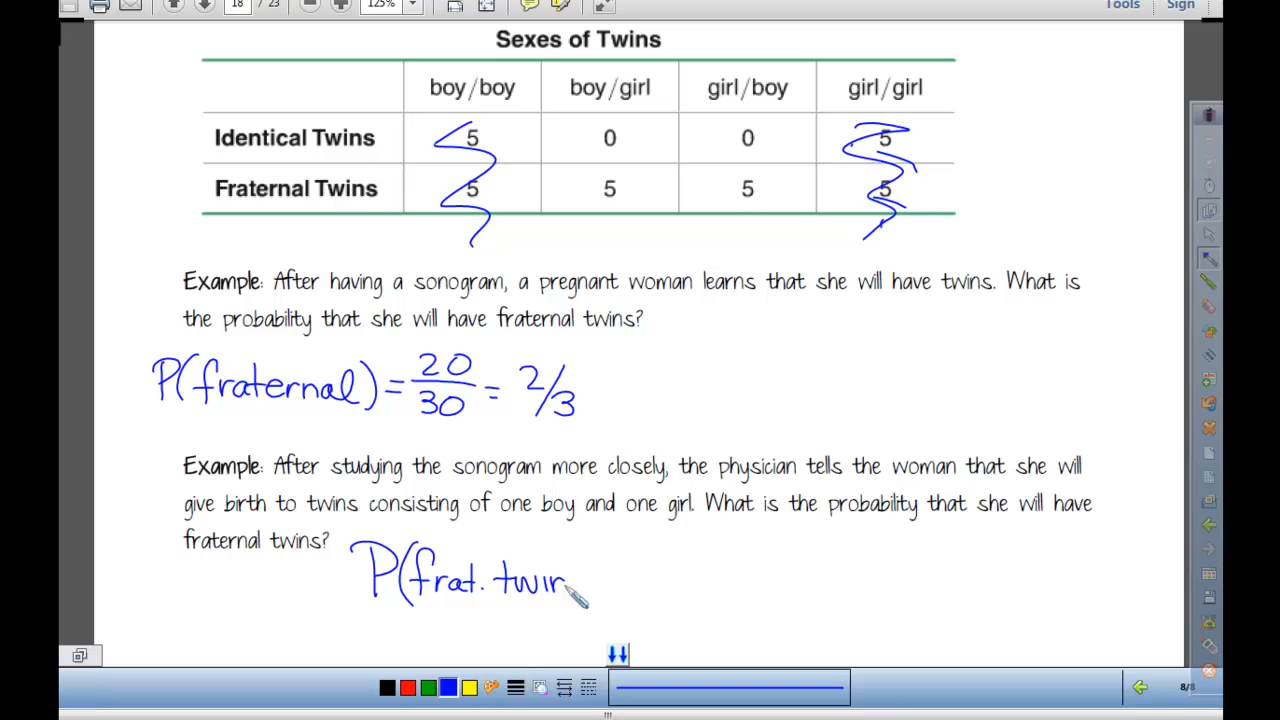 18 / 23
125%
Tools Sign
Sexes of Twins
boy/boy boy/girl girl/boy girl/girl
Identical Twins 5 0 0 5
Fraternal Twins 5 5 5 5
Example: After having a sonogram, a pregnant woman learns that she will have twins. What is
the probability that she will have fraternal twins?
P(fraternal) = 20/30 = 2/3
Example: After studying the sonogram more closely, the physician tells the woman that she will
give birth to twins consisting of one boy and one girl. What is the probability that she will have
fraternal twins?
P(frat. twin
8/8